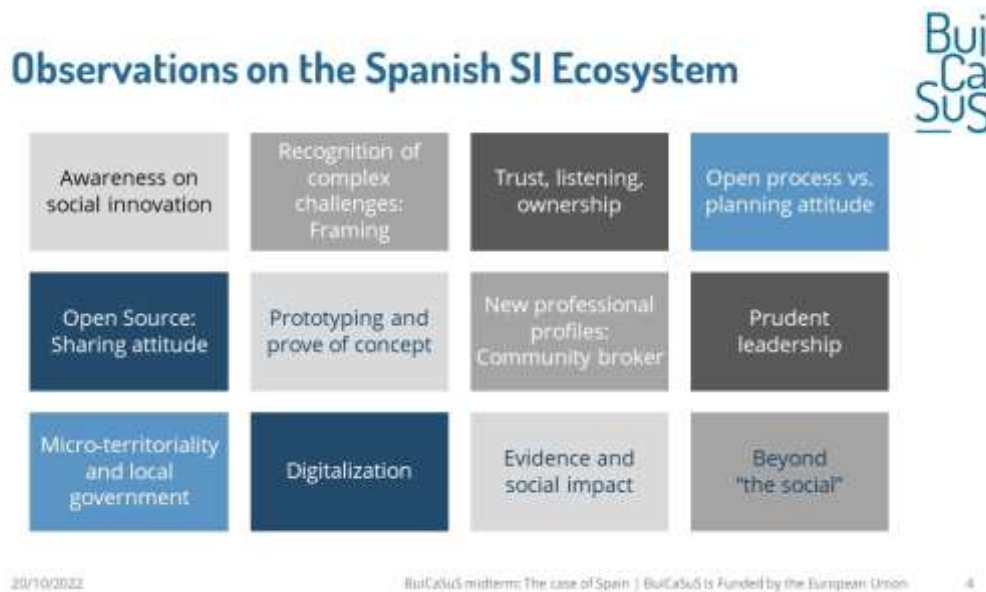 Bui
Ca
SuS
Observations on the Spanish SI Ecosystem
Awareness on
social innovation
Recognition of
complex
challenges:
Framing
Trust, listening,
ownership
Open process vs.
planning attitude
Open Source:
Sharing attitude
Prototyping and
prove of concept
New professional
profiles:
Community broker
Prudent
leadership
Micro-territoriality
and local
government
Digitalization
Evidence and
social impact
Beyond
"the social"
20/10/2022
BuiCaSuS midterm: The case of Spain | BuiCaSuS is Funded by the European Union
4